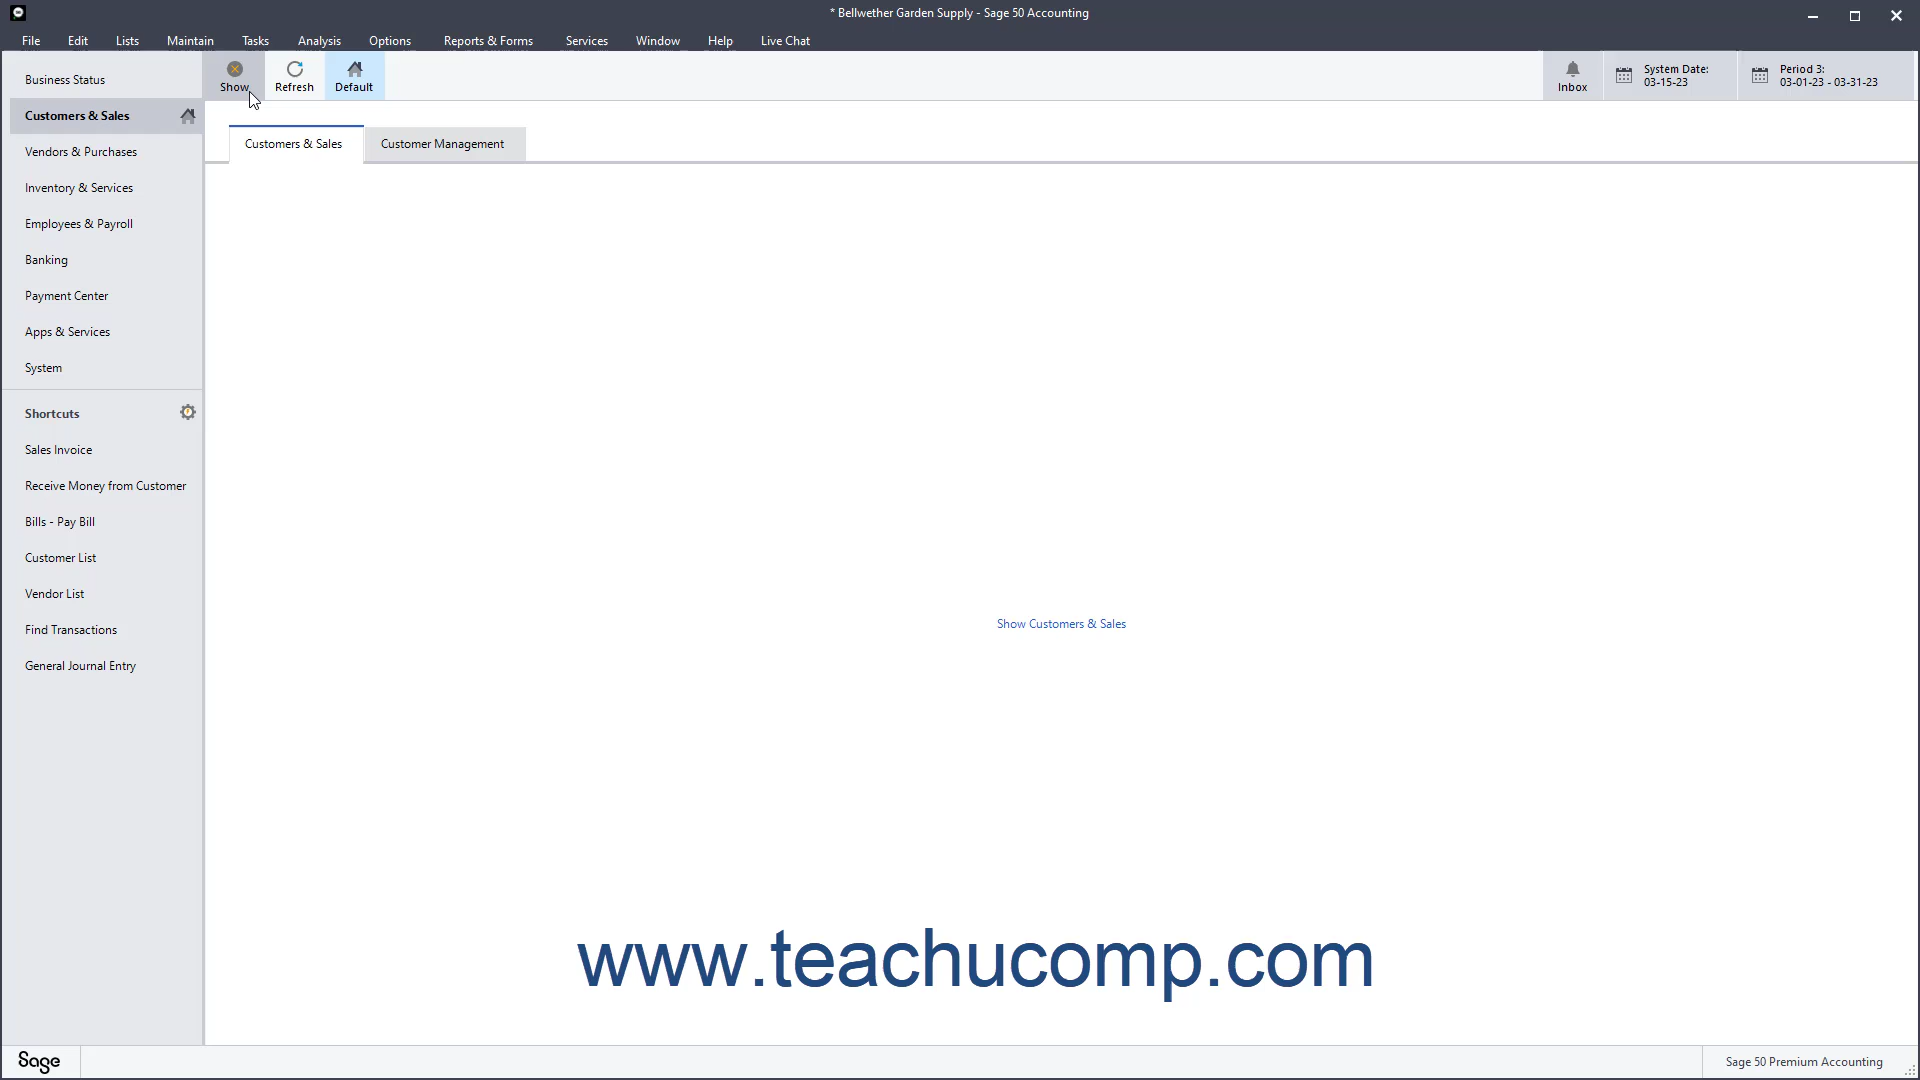 * Bellwether Garden Supply - Sage 50 Accounting
File Edit Lists Maintain Tasks Analysis Options Reports & Forms Services Window Help Live Chat
Business Status
Customers & Sales
Vendors & Purchases
Inventory & Services
Employees & Payroll
Banking
Payment Center
Apps & Services
System
Shortcuts
Sales Invoice
Receive Money from Customer
Bills - Pay Bill
Customer List
Vendor List
Find Transactions
General Journal Entry
Show Refresh Default
Inbox
System Date:
03-15-23
Period 3:
03-01-23 - 03-31-23
Customers & Sales Customer Management
Show Customers & Sales
www.teachucomp.com
Sage
Sage 50 Premium Accounting